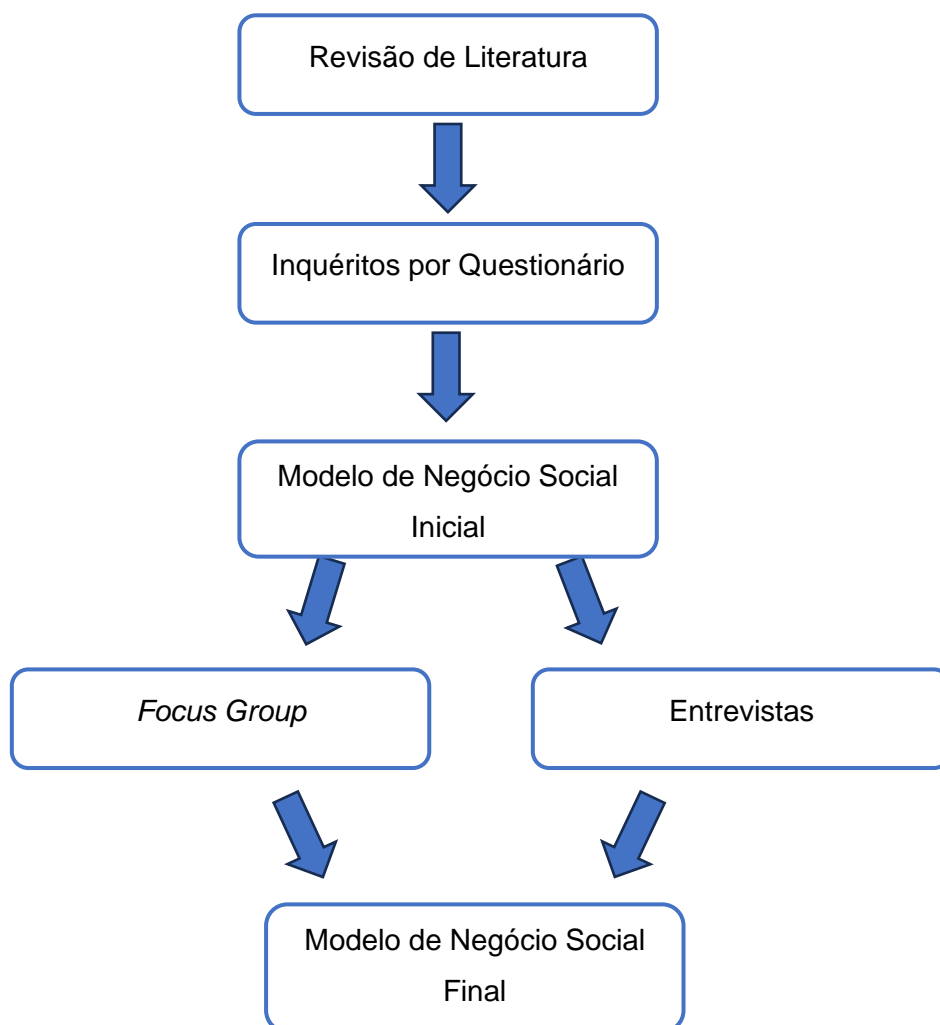 Revisão de Literatura
Inquéritos por Questionário
Modelo de Negócio Social
Inicial
Focus Group
Entrevistas
Modelo de Negócio Social
Final